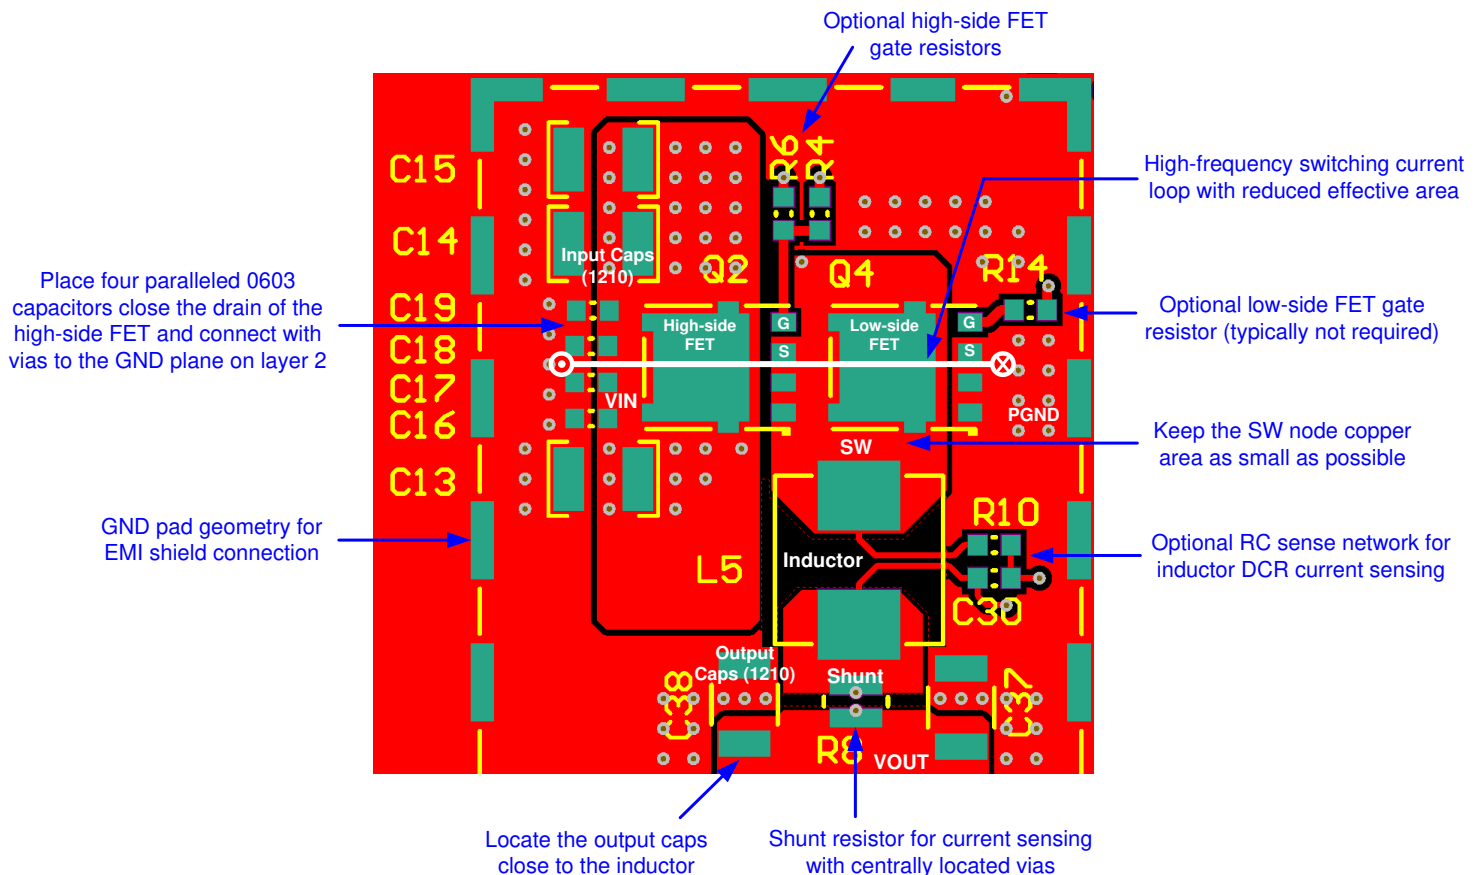 Optional high-side FET
gate resistors
High-frequency switching current
loop with reduced effective area
Place four paralleled 0603
capacitors close the drain of the
high-side FET and connect with
vias to the GND plane on layer 2
Optional low-side FET gate
resistor (typically not required)
Keep the SW node copper
area as small as possible
GND pad geometry for
EMI shield connection
Optional RC sense network for
inductor DCR current sensing
Locate the output caps
close to the inductor
Shunt resistor for current sensing
with centrally located vias
C15
C14
C19
C18
C17
C16
C13
R6
R4
Input Caps
(1210)
Q2
Q4
R14
High-side
FET
G
S
Low-side
FET
G
S
VIN
PGND
SW
R10
Inductor
L5
C30
Output
Caps (1210)
Shunt
C38
C37
R8
VOUT